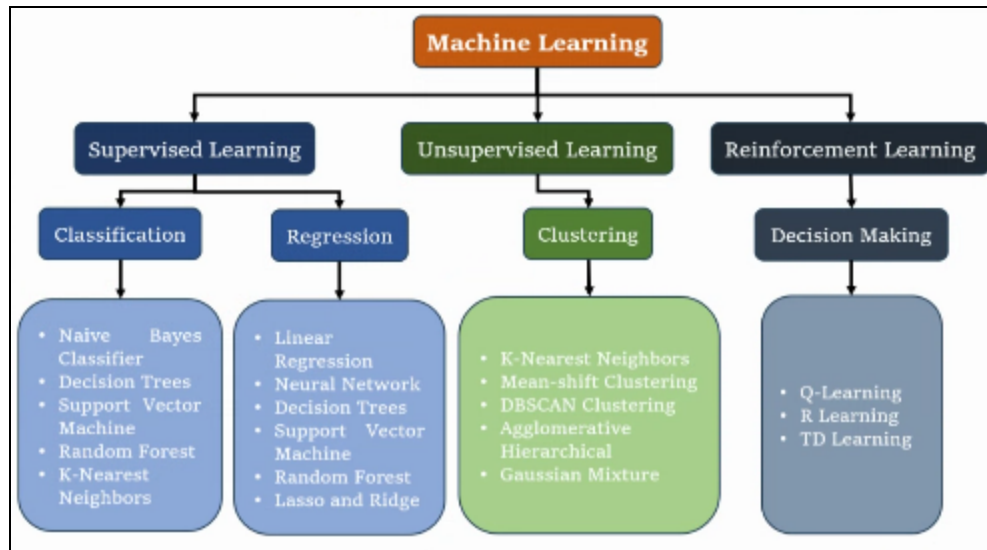 Machine Learning
Supervised Learning
Unsupervised Learning
Reinforcement Learning
Classification
Regression
Clustering
Decision Making
• Naive Bayes
Classifier
• Decision Trees
• Support Vector
Machine
• Random Forest
• K-Nearest
Neighbors
• Linear
Regression
• Neural Network
• Decision Trees
• Support Vector
Machine
• Random Forest
• Lasso and Ridge
• K-Nearest Neighbors
• Mean-shift Clustering
• DBSCAN Clustering
• Agglomerative
Hierarchical
• Gaussian Mixture
• Q-Learning
• R Learning
• TD Learning